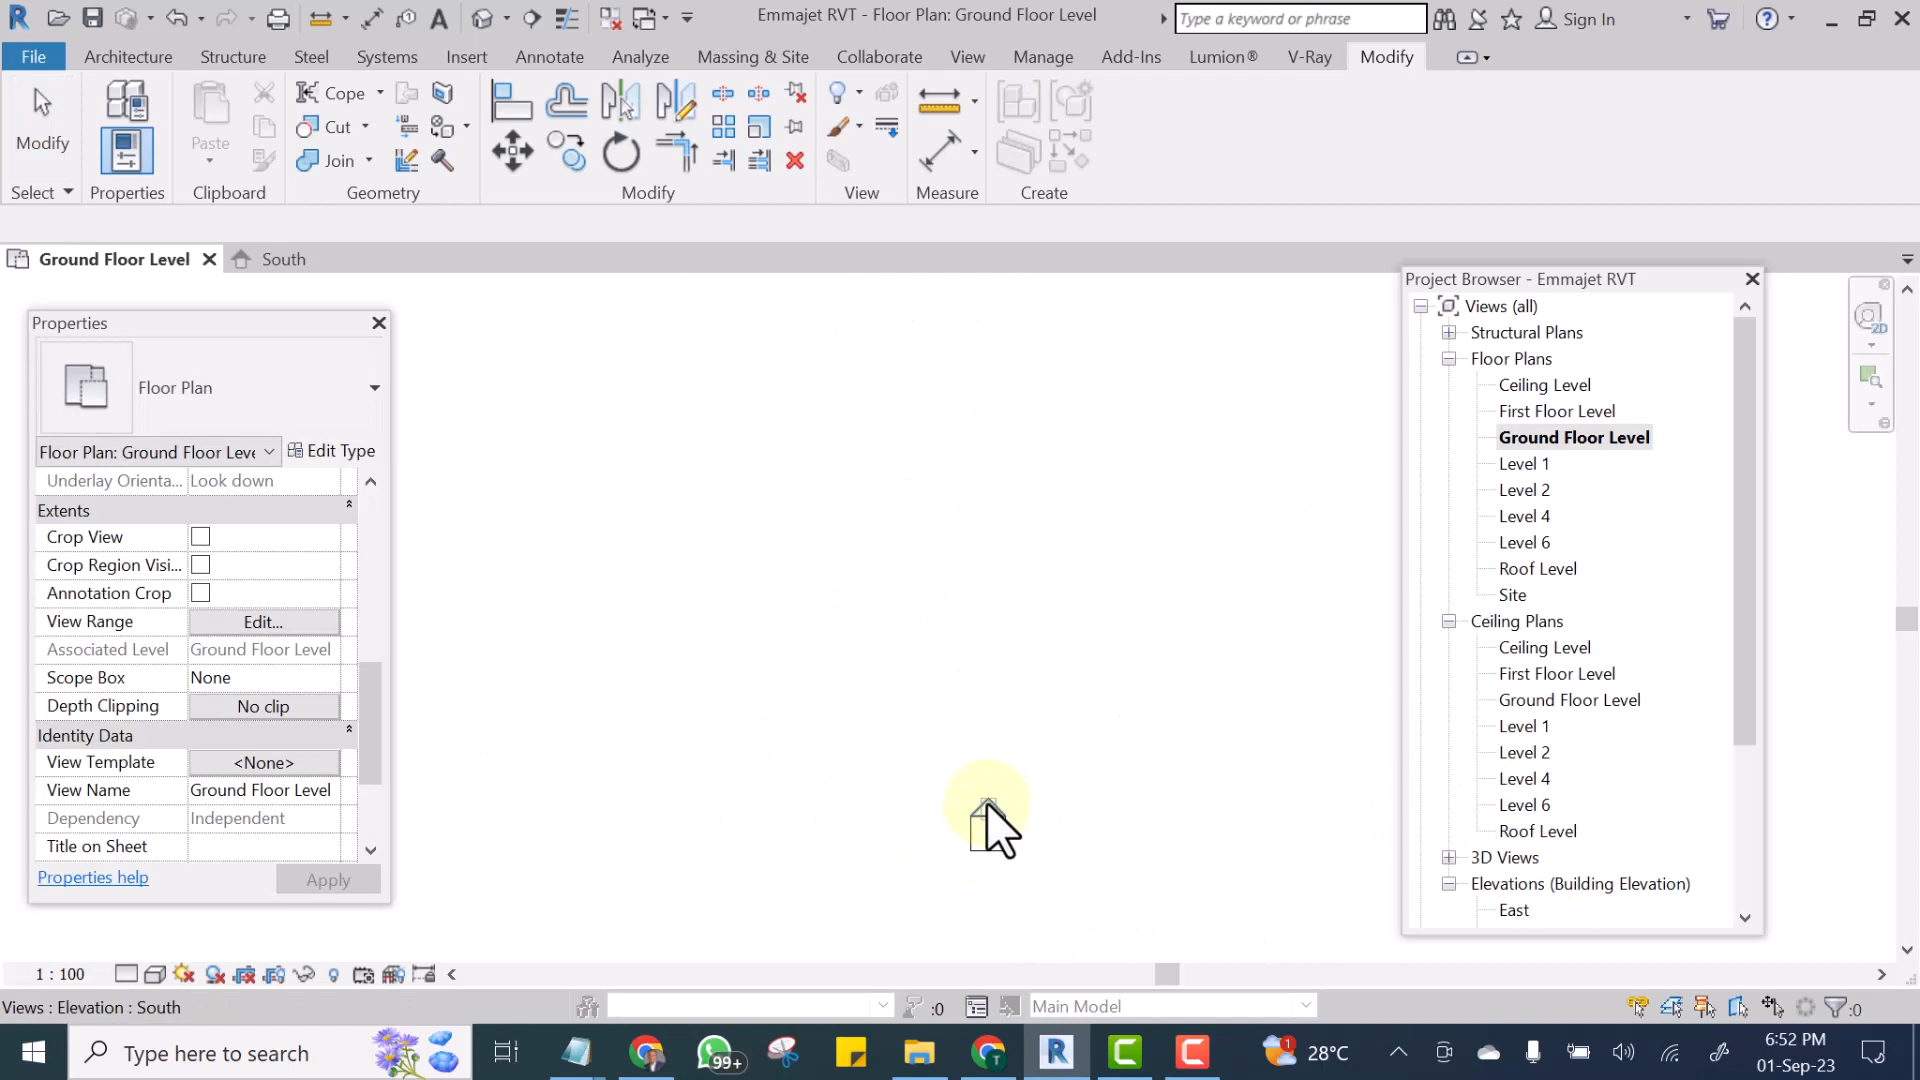 Emmajet RVT - Floor Plan: Ground Floor Level
Type a keyword or phrase
Sign In
File Architecture Structure Steel Systems Insert Annotate Analyze Massing & Site Collaborate View Manage Add-Ins Lumion® V-Ray Modify
Modify
Paste
Cope
Cut
Join
Select Properties Clipboard Geometry Modify View Measure Create
Ground Floor Level
South
Properties
Floor Plan
Floor Plan: Ground Floor Leve
Edit Type
Underlay Orienta... Look down
Extents
Crop View
Crop Region Visi...
Annotation Crop
View Range Edit...
Associated Level Ground Floor Level
Scope Box None
Depth Clipping No clip
Identity Data
View Template <None>
View Name Ground Floor Level
Dependency Independent
Title on Sheet
Properties help
Apply
Project Browser - Emmajet RVT
Views (all)
Structural Plans
Floor Plans
Ceiling Level
First Floor Level
Ground Floor Level
Level 1
Level 2
Level 4
Level 6
Roof Level
Site
Ceiling Plans
Ceiling Level
First Floor Level
Ground Floor Level
Level 1
Level 2
Level 4
Level 6
Roof Level
3D Views
Elevations (Building Elevation)
East
2D
1 : 100
Views : Elevation : South
:0
Main Model
:0
Type here to search
99+
28°C
6:52 PM
01-Sep-23